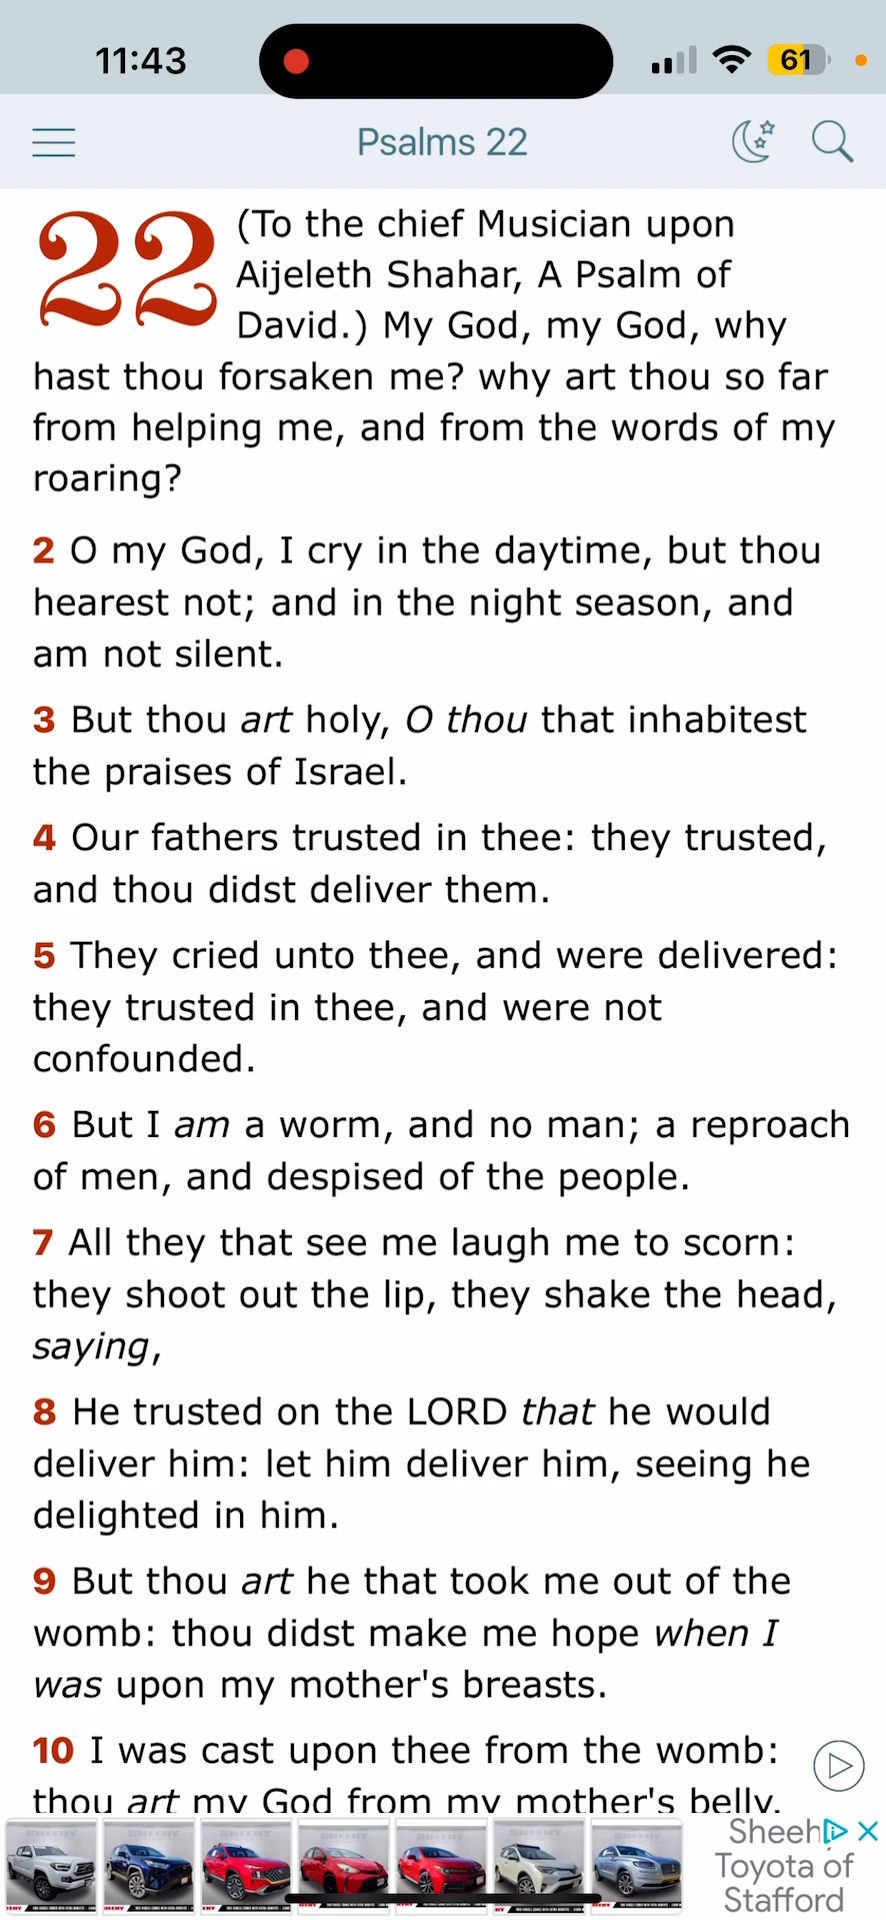 11:43
61
Psalms 22
22 (To the chief Musician upon
Aijeleth Shahar, A Psalm of
David.) My God, my God, why
hast thou forsaken me? why art thou so far
from helping me, and from the words of my
roaring?
2 O my God, I cry in the daytime, but thou
hearest not; and in the night season, and
am not silent.
3 But thou art holy, O thou that inhabitest
the praises of Israel.
4 Our fathers trusted in thee: they trusted,
and thou didst deliver them.
5 They cried unto thee, and were delivered:
they trusted in thee, and were not
confounded.
6 But I am a worm, and no man; a reproach
of men, and despised of the people.
7 All they that see me laugh me to scorn:
they shoot out the lip, they shake the head,
saying,
8 He trusted on the LORD that he would
deliver him: let him deliver him, seeing he
delighted in him.
9 But thou art he that took me out of the
womb: thou didst make me hope when I
was upon my mother's breasts.
10 I was cast upon thee from the womb:
thou art my God from my mother's belly.
Sheeh
Toyota of
Stafford